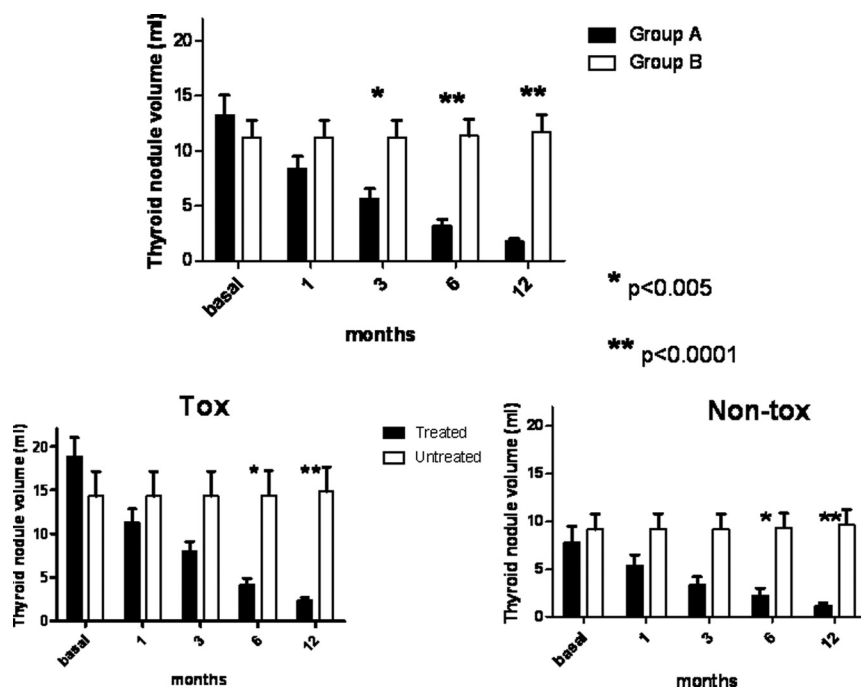 Thyroid nodule volume (ml)
20
15
10
5
0
* ** **
basal 1 3 6 12
months
Group A
Group B
* p<0.005
** p<0.0001
Tox
Thyroid nodule volume (ml)
20
15
10
5
0
* **
basal 1 3 6 12
months
Treated
Untreated
Non-tox
Thyroid nodule volume (ml)
20
15
10
5
0
* **
basal 1 3 6 12
months